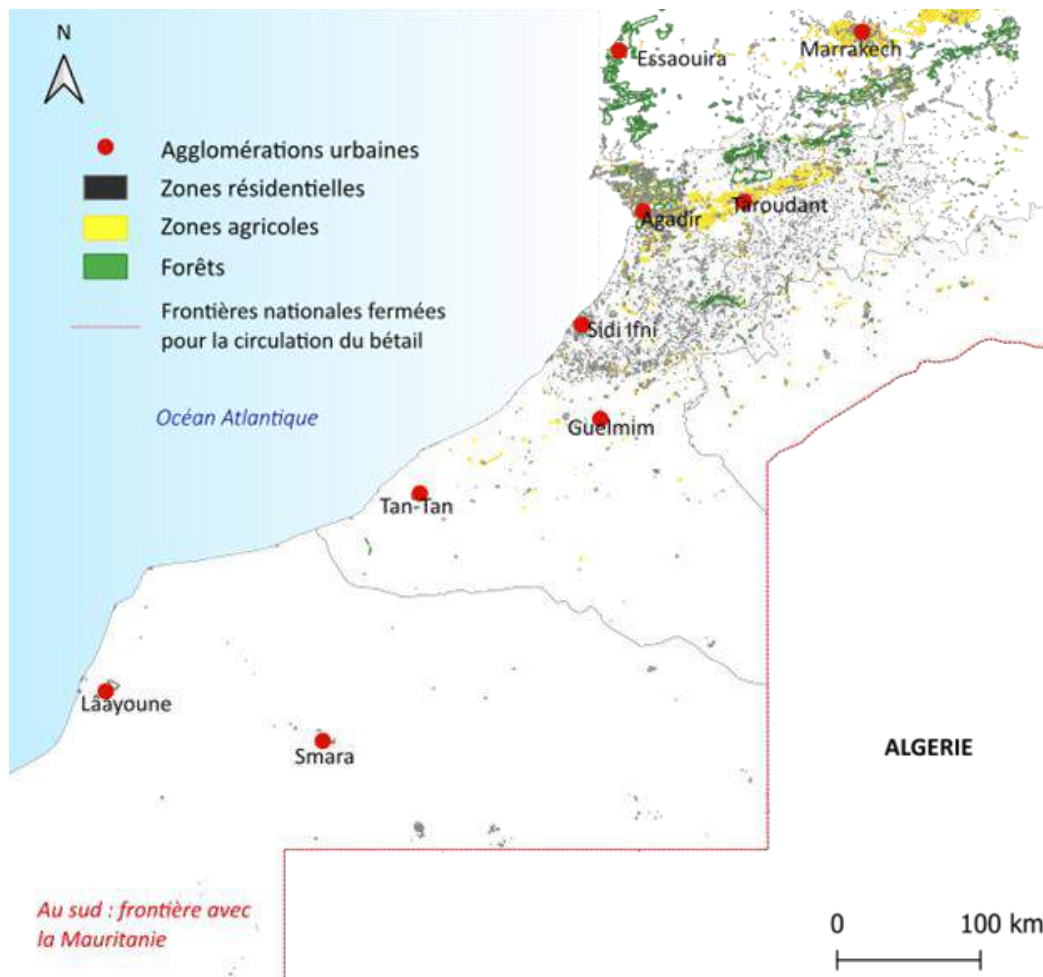 N
Essaouira
Marrakech
Agglomérations urbaines
Zones résidentielles
Zones agricoles
Forêts
Frontières nationales fermées
pour la circulation du bétail
Agadir
Taroudant
Sidi Ifni
Océan Atlantique
Guelmim
Tan-Tan
Lâayoune
Smara
ALGERIE
Au sud : frontière avec
la Mauritanie
0 100 km